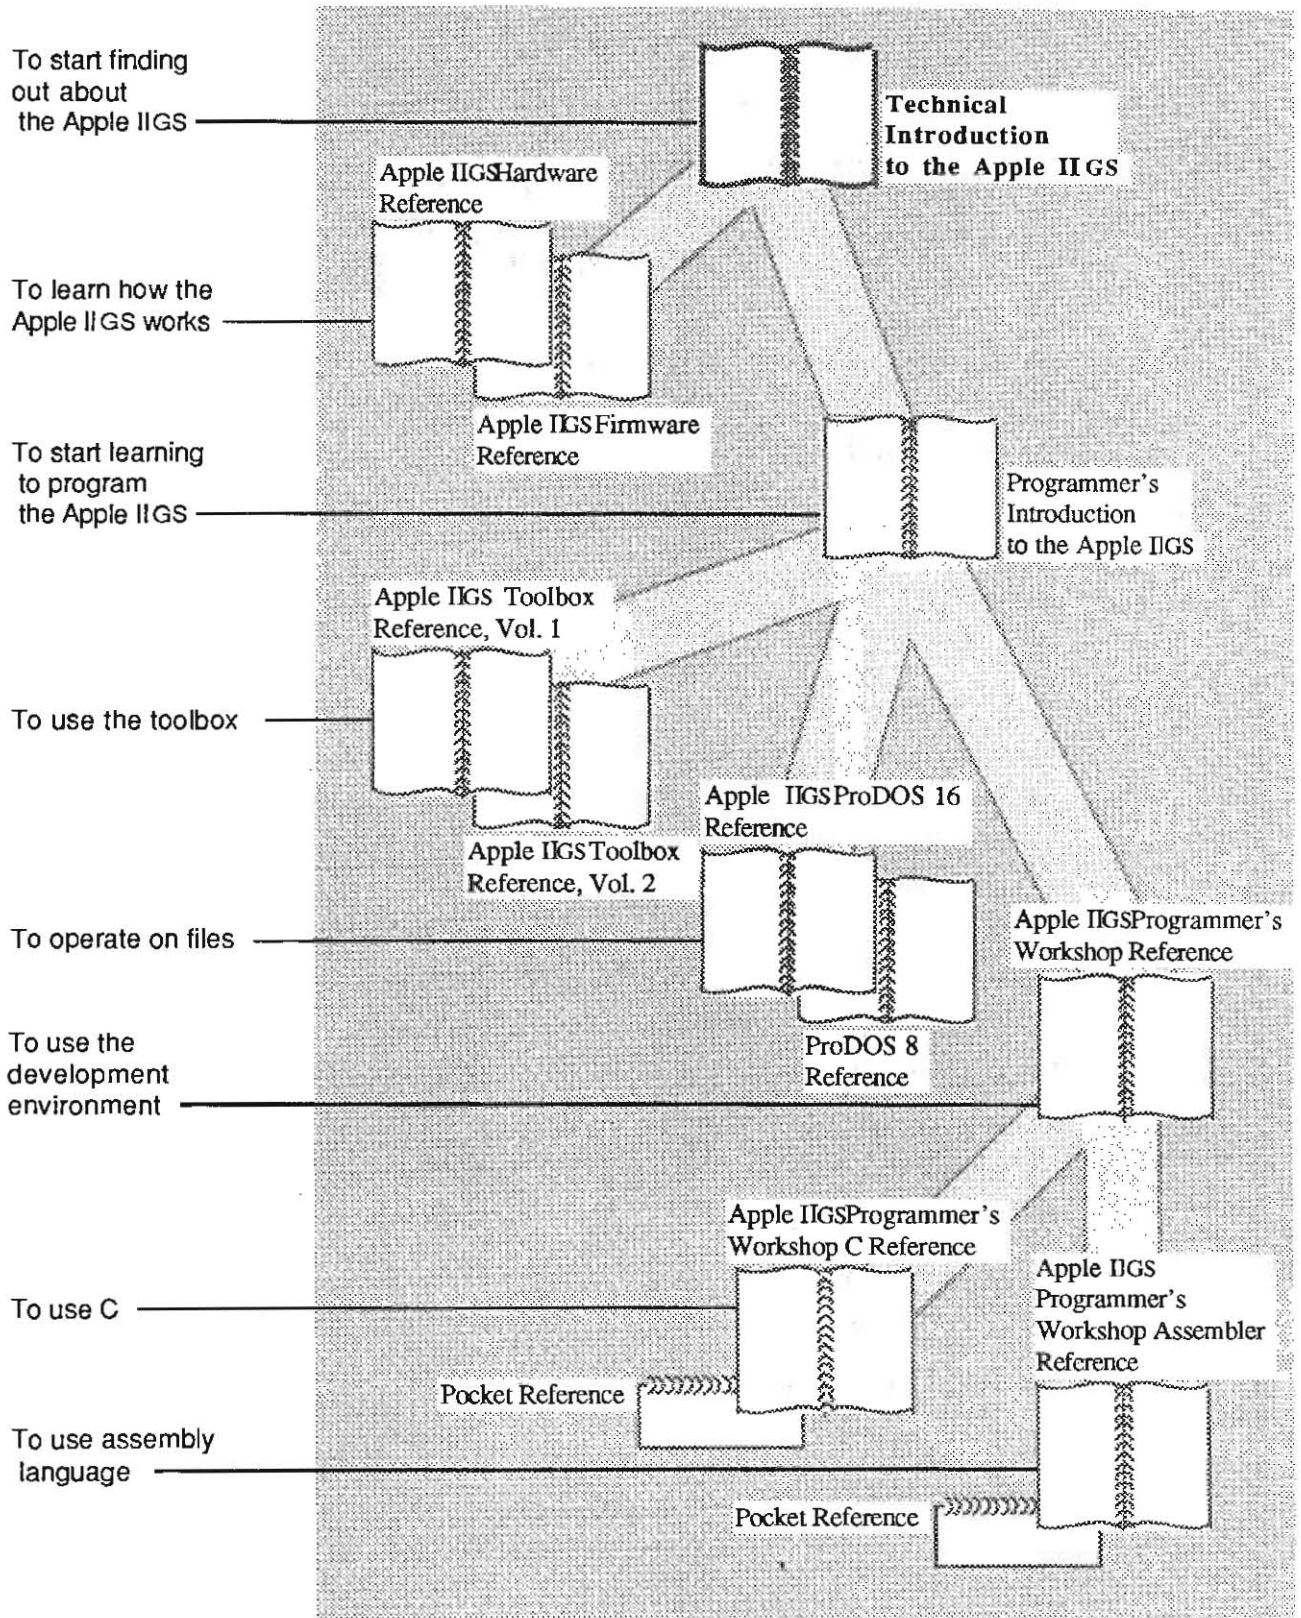 To start finding
out about
the Apple IIGS
Technical
Introduction
to the Apple IIGS
Apple IIGS Hardware
Reference
To learn how the
Apple IIGS works
Apple IIGS Firmware
Reference
To start learning
to program
the Apple IIGS
Programmer's
Introduction
to the Apple IIGS
Apple IIGS Toolbox
Reference, Vol. 1
To use the toolbox
Apple IIGS Toolbox
Reference, Vol. 2
Apple IIGS ProDOS 16
Reference
To operate on files
Apple IIGS Programmer's
Workshop Reference
ProDOS 8
Reference
To use the
development
environment
Apple IIGS Programmer's
Workshop C Reference
To use C
Apple IIGS
Programmer's
Workshop Assembler
Reference
Pocket Reference
To use assembly
language
Pocket Reference